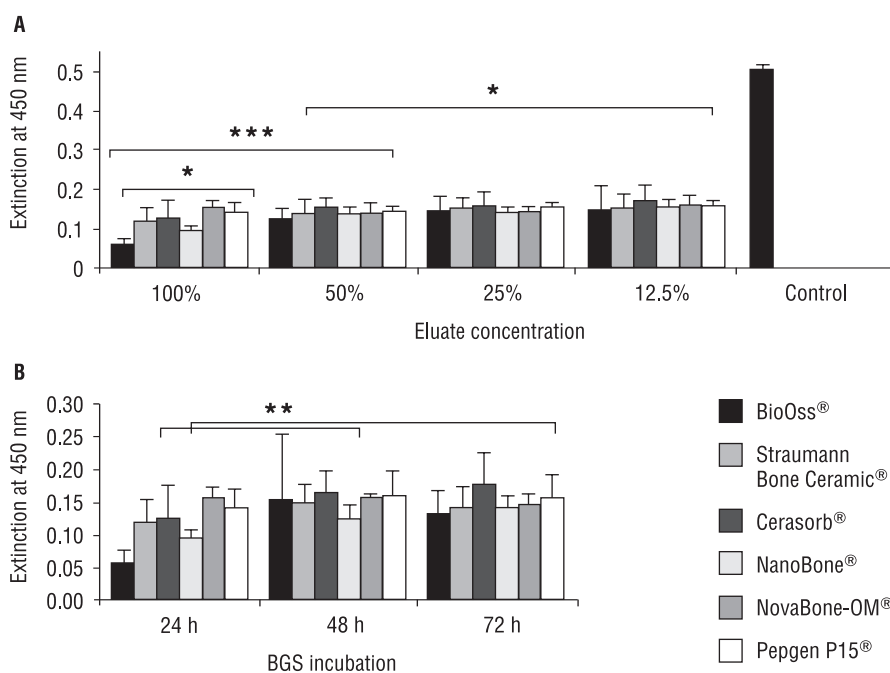 A
Extinction at 450 nm
0.5
0.4
0.3
0.2
0.1
0
*
***
*
100%
50%
25%
12.5%
Control
Eluate concentration
B
Extinction at 450 nm
0.30
0.25
0.20
0.15
0.10
0.05
0.00
**
24 h
48 h
72 h
BGS incubation
BioOss®
Straumann
Bone Ceramic®
Cerasorb®
NanoBone®
NovaBone-OM®
Pepgen P15®